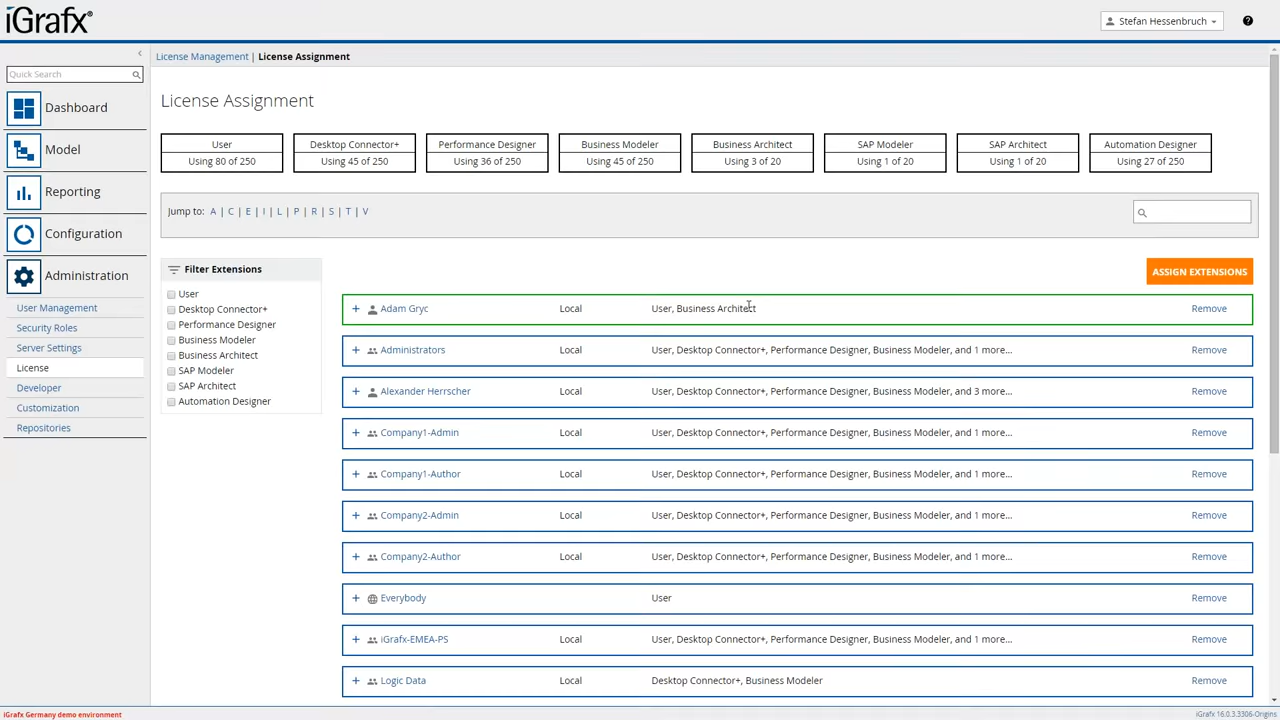 iGrafx®
Stefan Hessenbruch
License Management | License Assignment
Quick Search
Dashboard
Model
Reporting
Configuration
Administration
User Management
Security Roles
Server Settings
License
Developer
Customization
Repositories
License Assignment
User
Using 80 of 250
Desktop Connector+
Using 45 of 250
Performance Designer
Using 36 of 250
Business Modeler
Using 45 of 250
Business Architect
Using 3 of 20
SAP Modeler
Using 1 of 20
SAP Architect
Using 1 of 20
Automation Designer
Using 27 of 250
Jump to: A | C | E | I | L | P | R | S | T | V
Filter Extensions
User
Desktop Connector+
Performance Designer
Business Modeler
Business Architect
SAP Modeler
SAP Architect
Automation Designer
ASSIGN EXTENSIONS
+ Adam Gryc Local User, Business Architect Remove
+ Administrators Local User, Desktop Connector+, Performance Designer, Business Modeler, and 1 more... Remove
+ Alexander Herrscher Local User, Desktop Connector+, Performance Designer, Business Modeler, and 3 more... Remove
+ Company1-Admin Local User, Desktop Connector+, Performance Designer, Business Modeler, and 1 more... Remove
+ Company1-Author Local User, Desktop Connector+, Performance Designer, Business Modeler, and 1 more... Remove
+ Company2-Admin Local User, Desktop Connector+, Performance Designer, Business Modeler, and 1 more... Remove
+ Company2-Author Local User, Desktop Connector+, Performance Designer, Business Modeler, and 1 more... Remove
+ Everybody User Remove
+ iGrafx-EMEA-PS Local User, Desktop Connector+, Performance Designer, Business Modeler, and 1 more... Remove
+ Logic Data Local Desktop Connector+, Business Modeler Remove
iGrafx Germany demo environment
iGrafx 16.0.3.3306-Origins